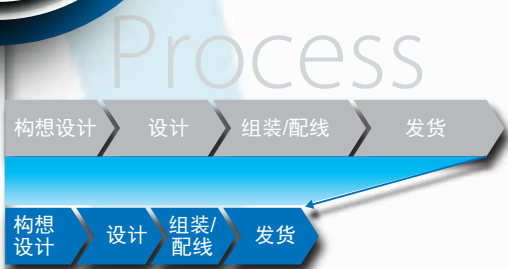 Process
构想设计 设计 组装/配线 发货
构想
设计
设计
组装/
配线
发货